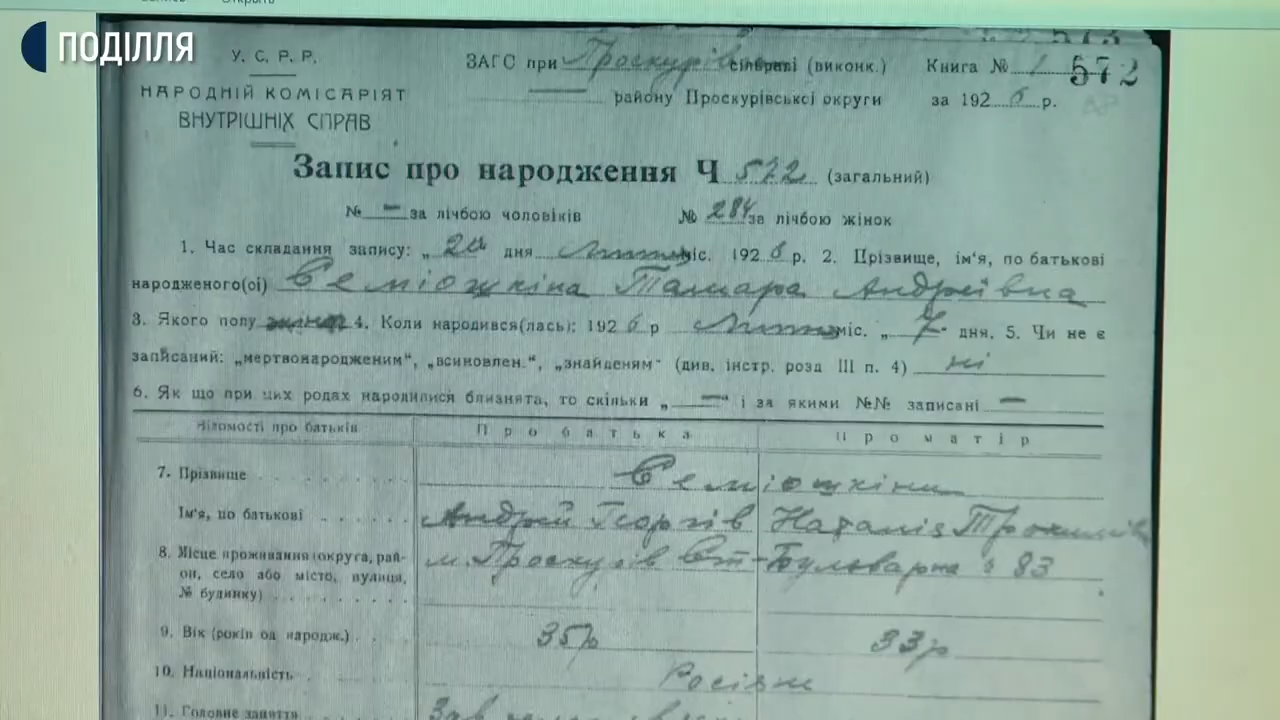 ПОДІЛЛЯ
У. С. Р. Р.
НАРОДНІЙ КОМІСАРІЯТ
ВНУТРІШНІХ СПРАВ
ЗАГС при Проскурів сільраді (виконк.)
району Проскурівської округи
Книга № 1 572
за 1926 р.
Запис про народження Ч 572 (загальний)
№ — за лічбою чоловіків № 284 за лічбою жінок
1. Час складання запису: „ дня міс. 1926 р. 2. Прізвище, ім'я, по батькові
народженого(ої) Семіошкіна Тамара Андріївна
3. Якого полу 4. Коли народився(лась): 1926 р міс. „ 7 дня. 5. Чи не є
записаний: „мертвонародженим“, „всиновлен.“, „знайденям“ (див. інстр. розд III п. 4) ні
6. Як що при цих родах народилися близнята, то скільки „ — “ і за якими №№ записані —
Відомості про батьків Про батька Про матір
7. Прізвище Семіошкіни
Ім'я, по батькові Андрій Георгів Наталія
8. Місце проживання (округа, рай-
он, село або місто, вулиця,
№ будинку) м. Проскурів Бульварна 83
9. Вік (років од народж.) 35 р 33 р
10. Національність Росіяне
11. Головне заняття